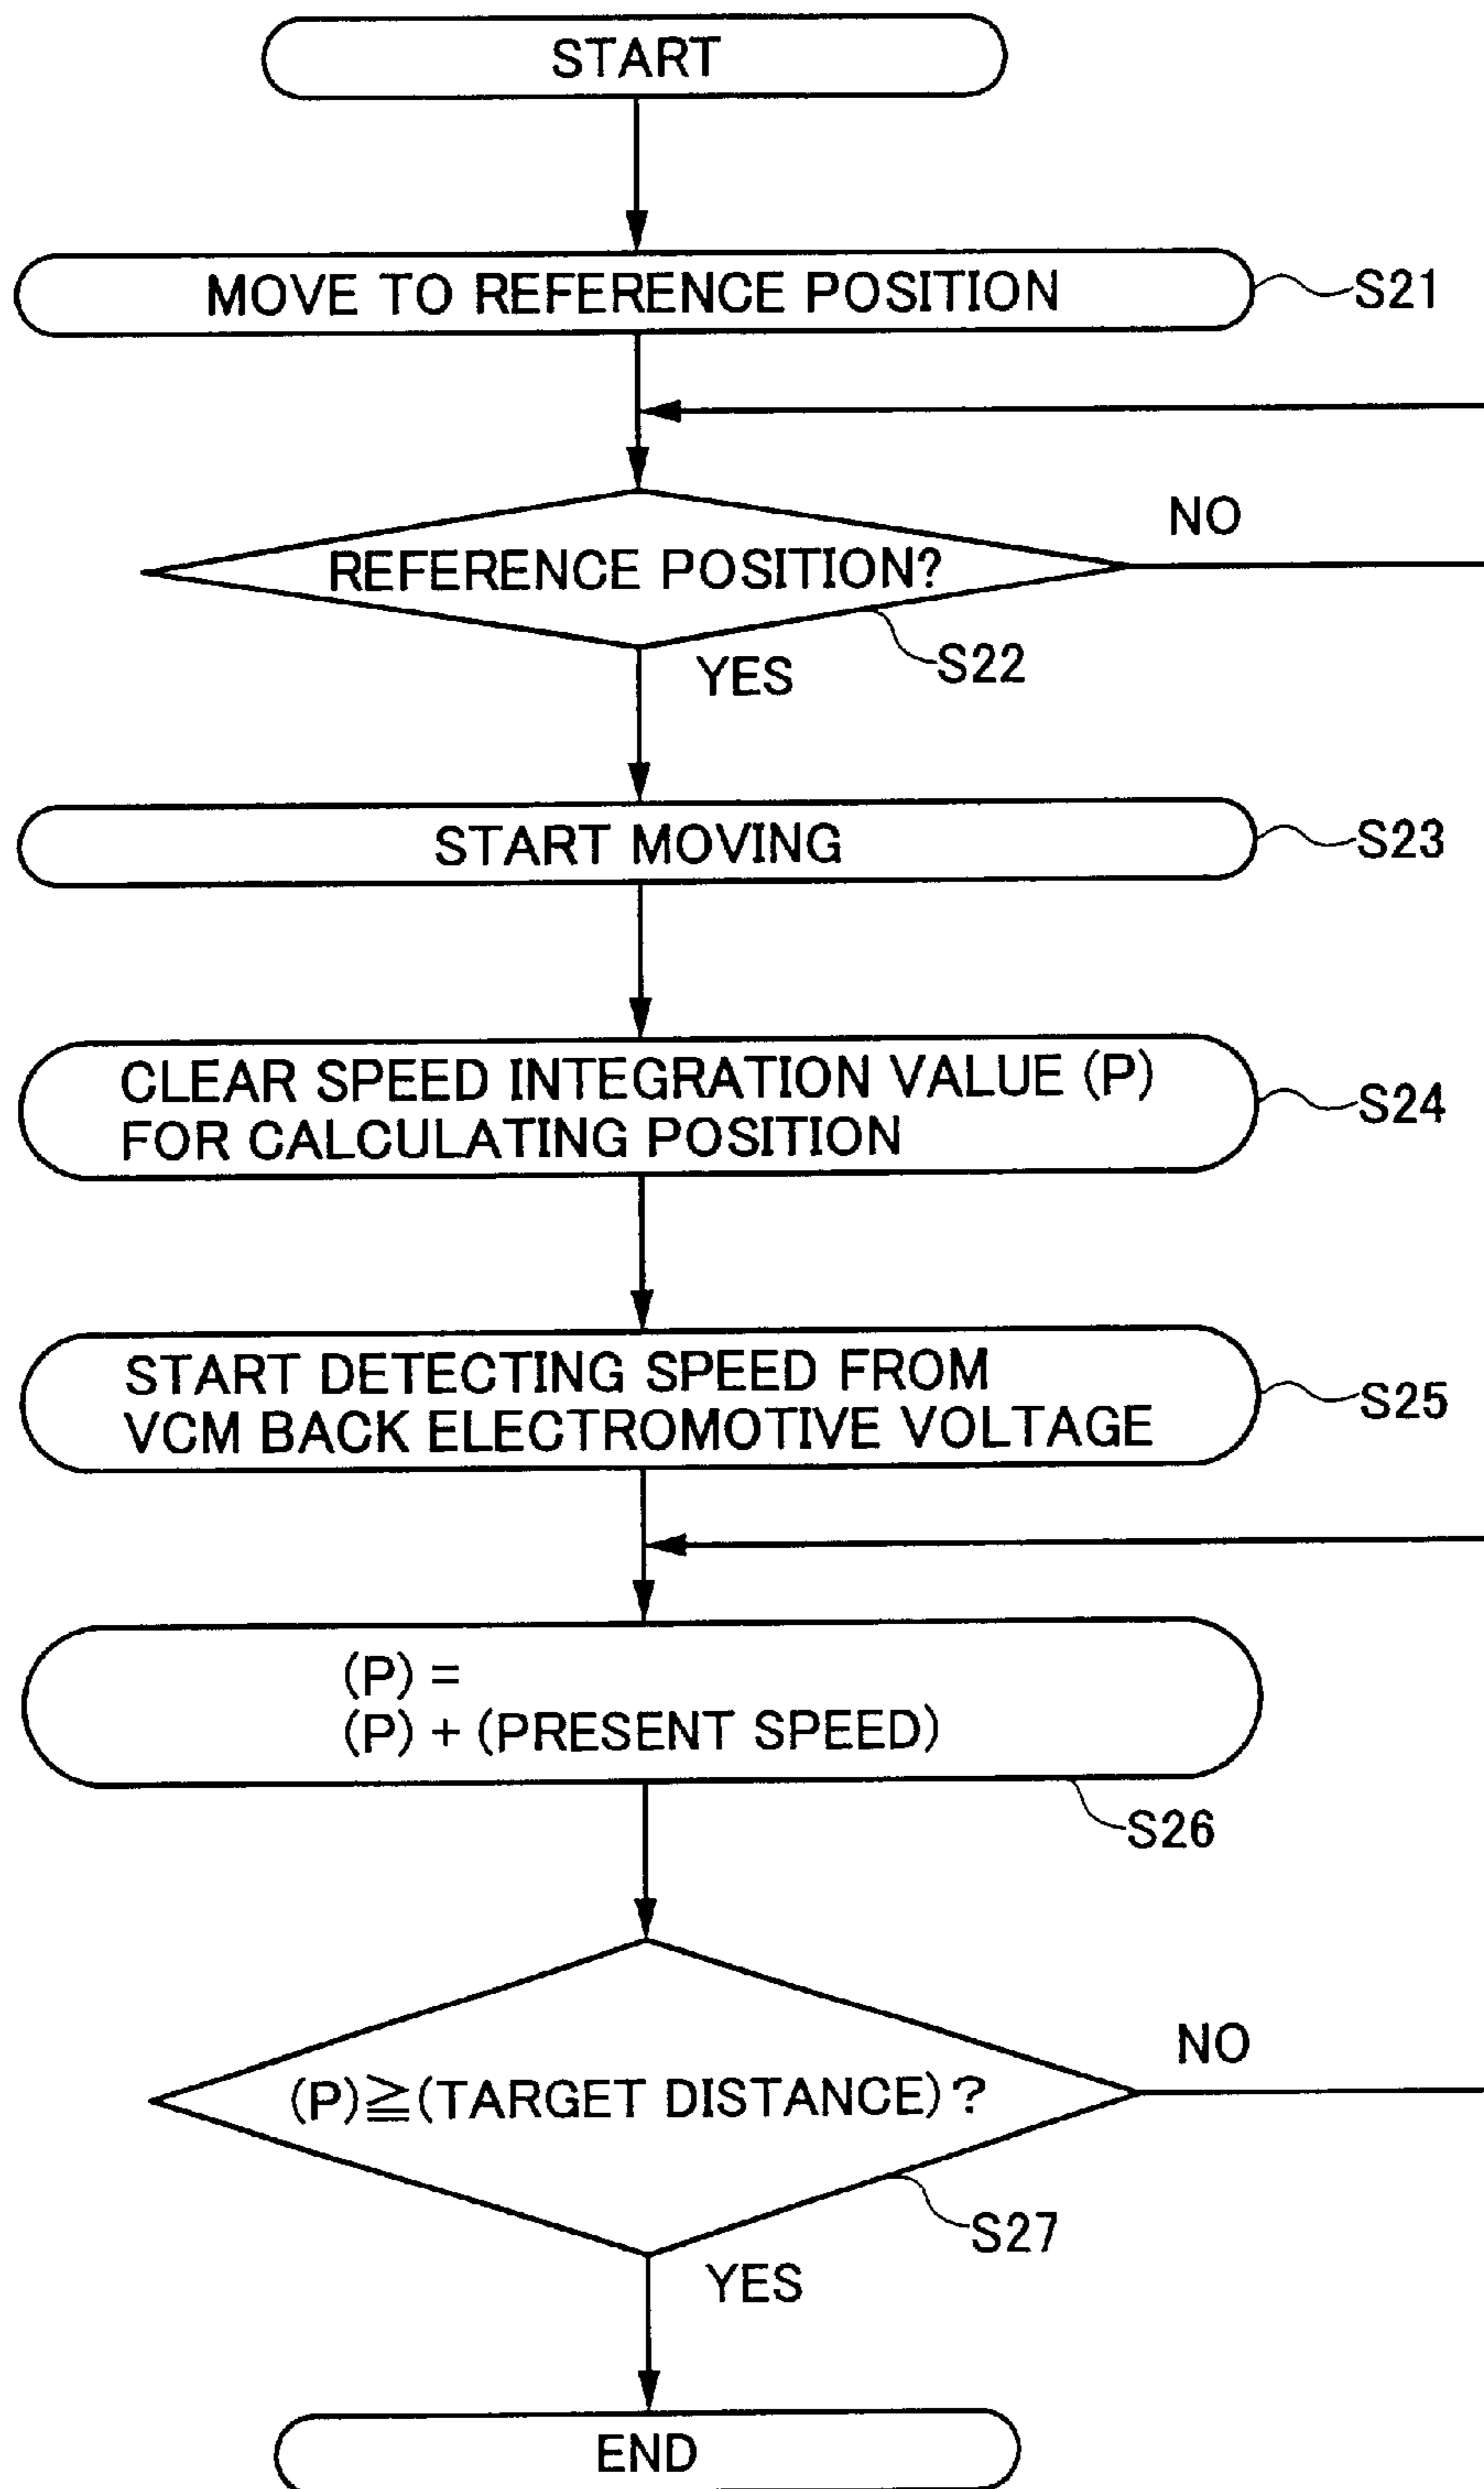 START
MOVE TO REFERENCE POSITION
S21
REFERENCE POSITION?
NO
S22
YES
START MOVING
S23
CLEAR SPEED INTEGRATION VALUE (P)
FOR CALCULATING POSITION
S24
START DETECTING SPEED FROM
VCM BACK ELECTROMOTIVE VOLTAGE
S25
(P) =
(P) + (PRESENT SPEED)
S26
(P)≧(TARGET DISTANCE) ?
NO
S27
YES
END